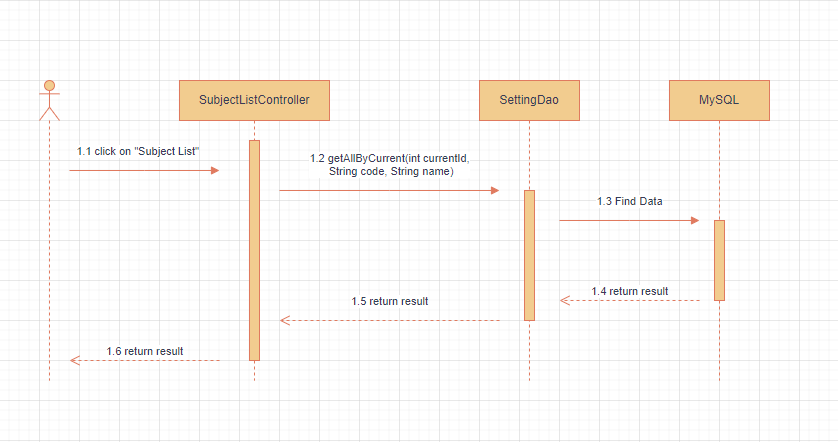 SubjectListController
SettingDao
MySQL
1.1 click on "Subject List"
1.2 getAllByCurrent(int currentId,
String code, String name)
1.3 Find Data
1.4 return result
1.5 return result
1.6 return result